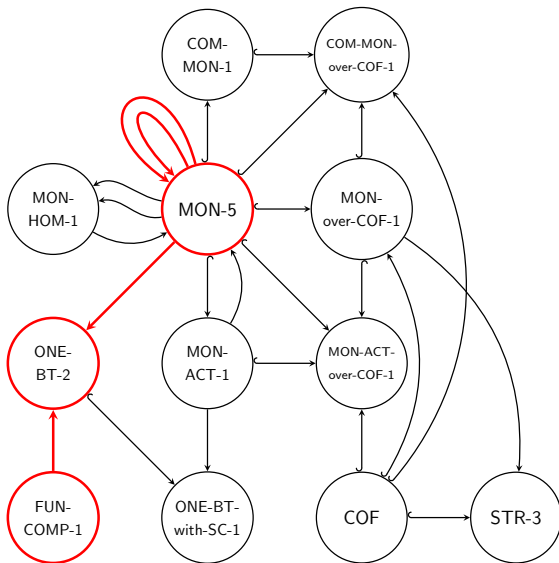 COM-
MON-1
COM-MON-
over-COF-1
MON-
HOM-1
MON-5
MON-
over-COF-1
ONE-
BT-2
MON-
ACT-1
MON-ACT-
over-COF-1
FUN-
COMP-1
ONE-BT-
with-SC-1
COF
STR-3